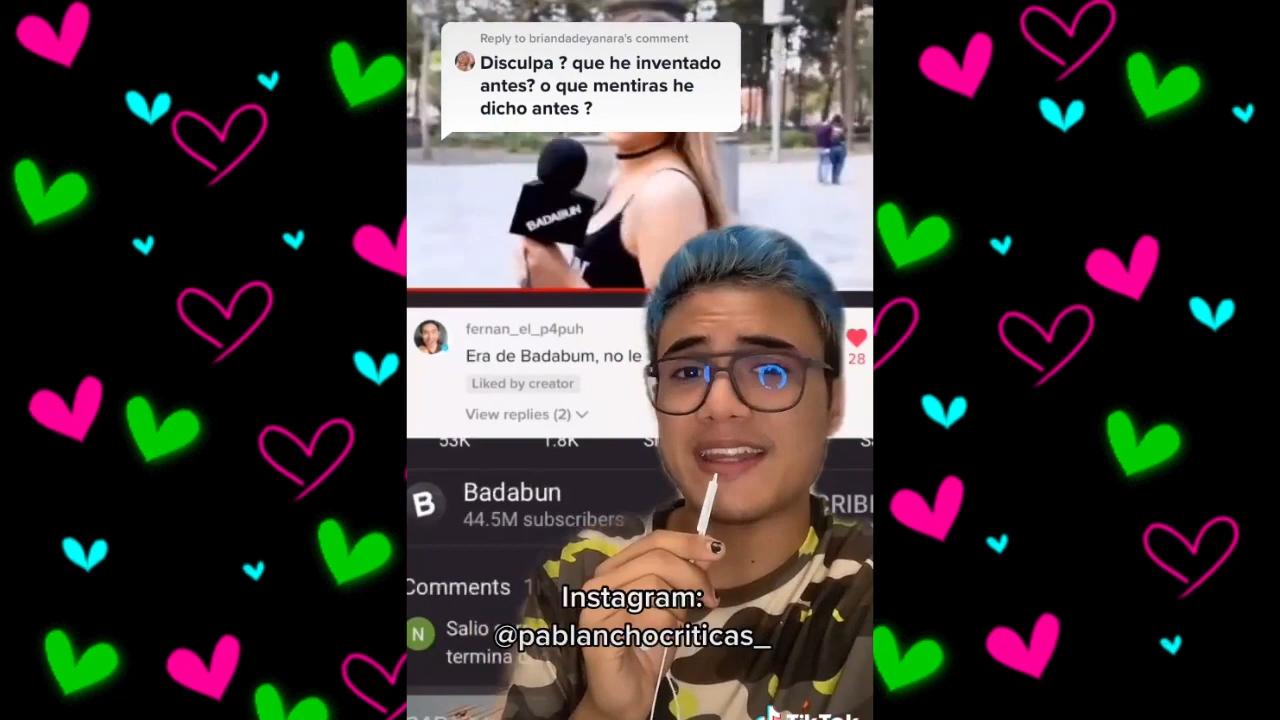 Reply to briandadeyanara's comment
Disculpa ? que he inventado
antes? o que mentiras he
dicho antes ?
BADABUN
fernan_el_p4puh
Era de Badabum, no le
28
Liked by creator
View replies (2)
53K 1.8K
B
Badabun
44.5M subscribers
Comments
N
Salio
termina
Instagram:
@pablanchocriticas_
TikTok